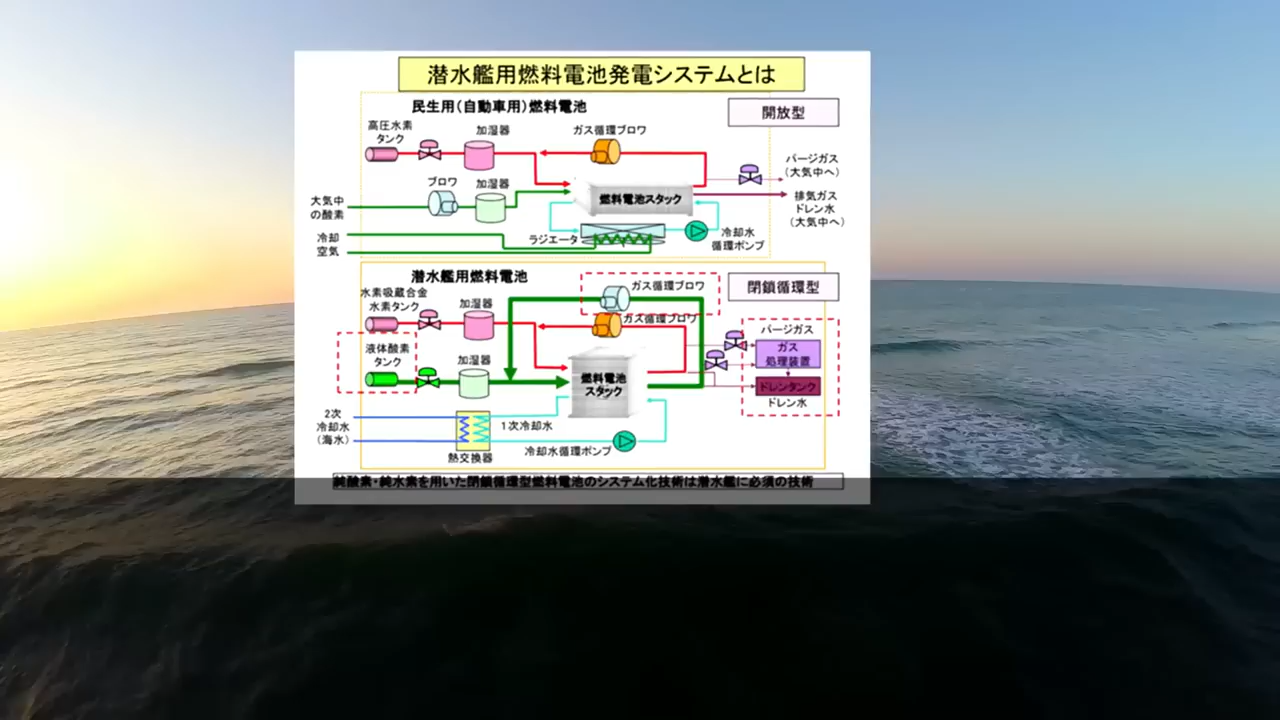 潜水艦用燃料電池発電システムとは
民生用(自動車用)燃料電池
開放型
高圧水素
タンク
加湿器
ガス循環ブロワ
パージガス
(大気中へ)
ブロワ
加湿器
大気中
の酸素
燃料電池スタック
排気ガス
ドレン水
(大気中へ)
冷却
空気
ラジエータ
冷却水
循環ポンプ
潜水艦用燃料電池
閉鎖循環型
水素吸蔵合金
水素タンク
加湿器
ガス循環ブロワ
ガス循環ブロワ
パージガス
ガス
処理装置
液体酸素
タンク
加湿器
燃料電池
スタック
ドレンタンク
ドレン水
2次
冷却水
(海水)
1次冷却水
熱交換器
冷却水循環ポンプ
純酸素・純水素を用いた閉鎖循環型燃料電池のシステム化技術は潜水艦に必須の技術